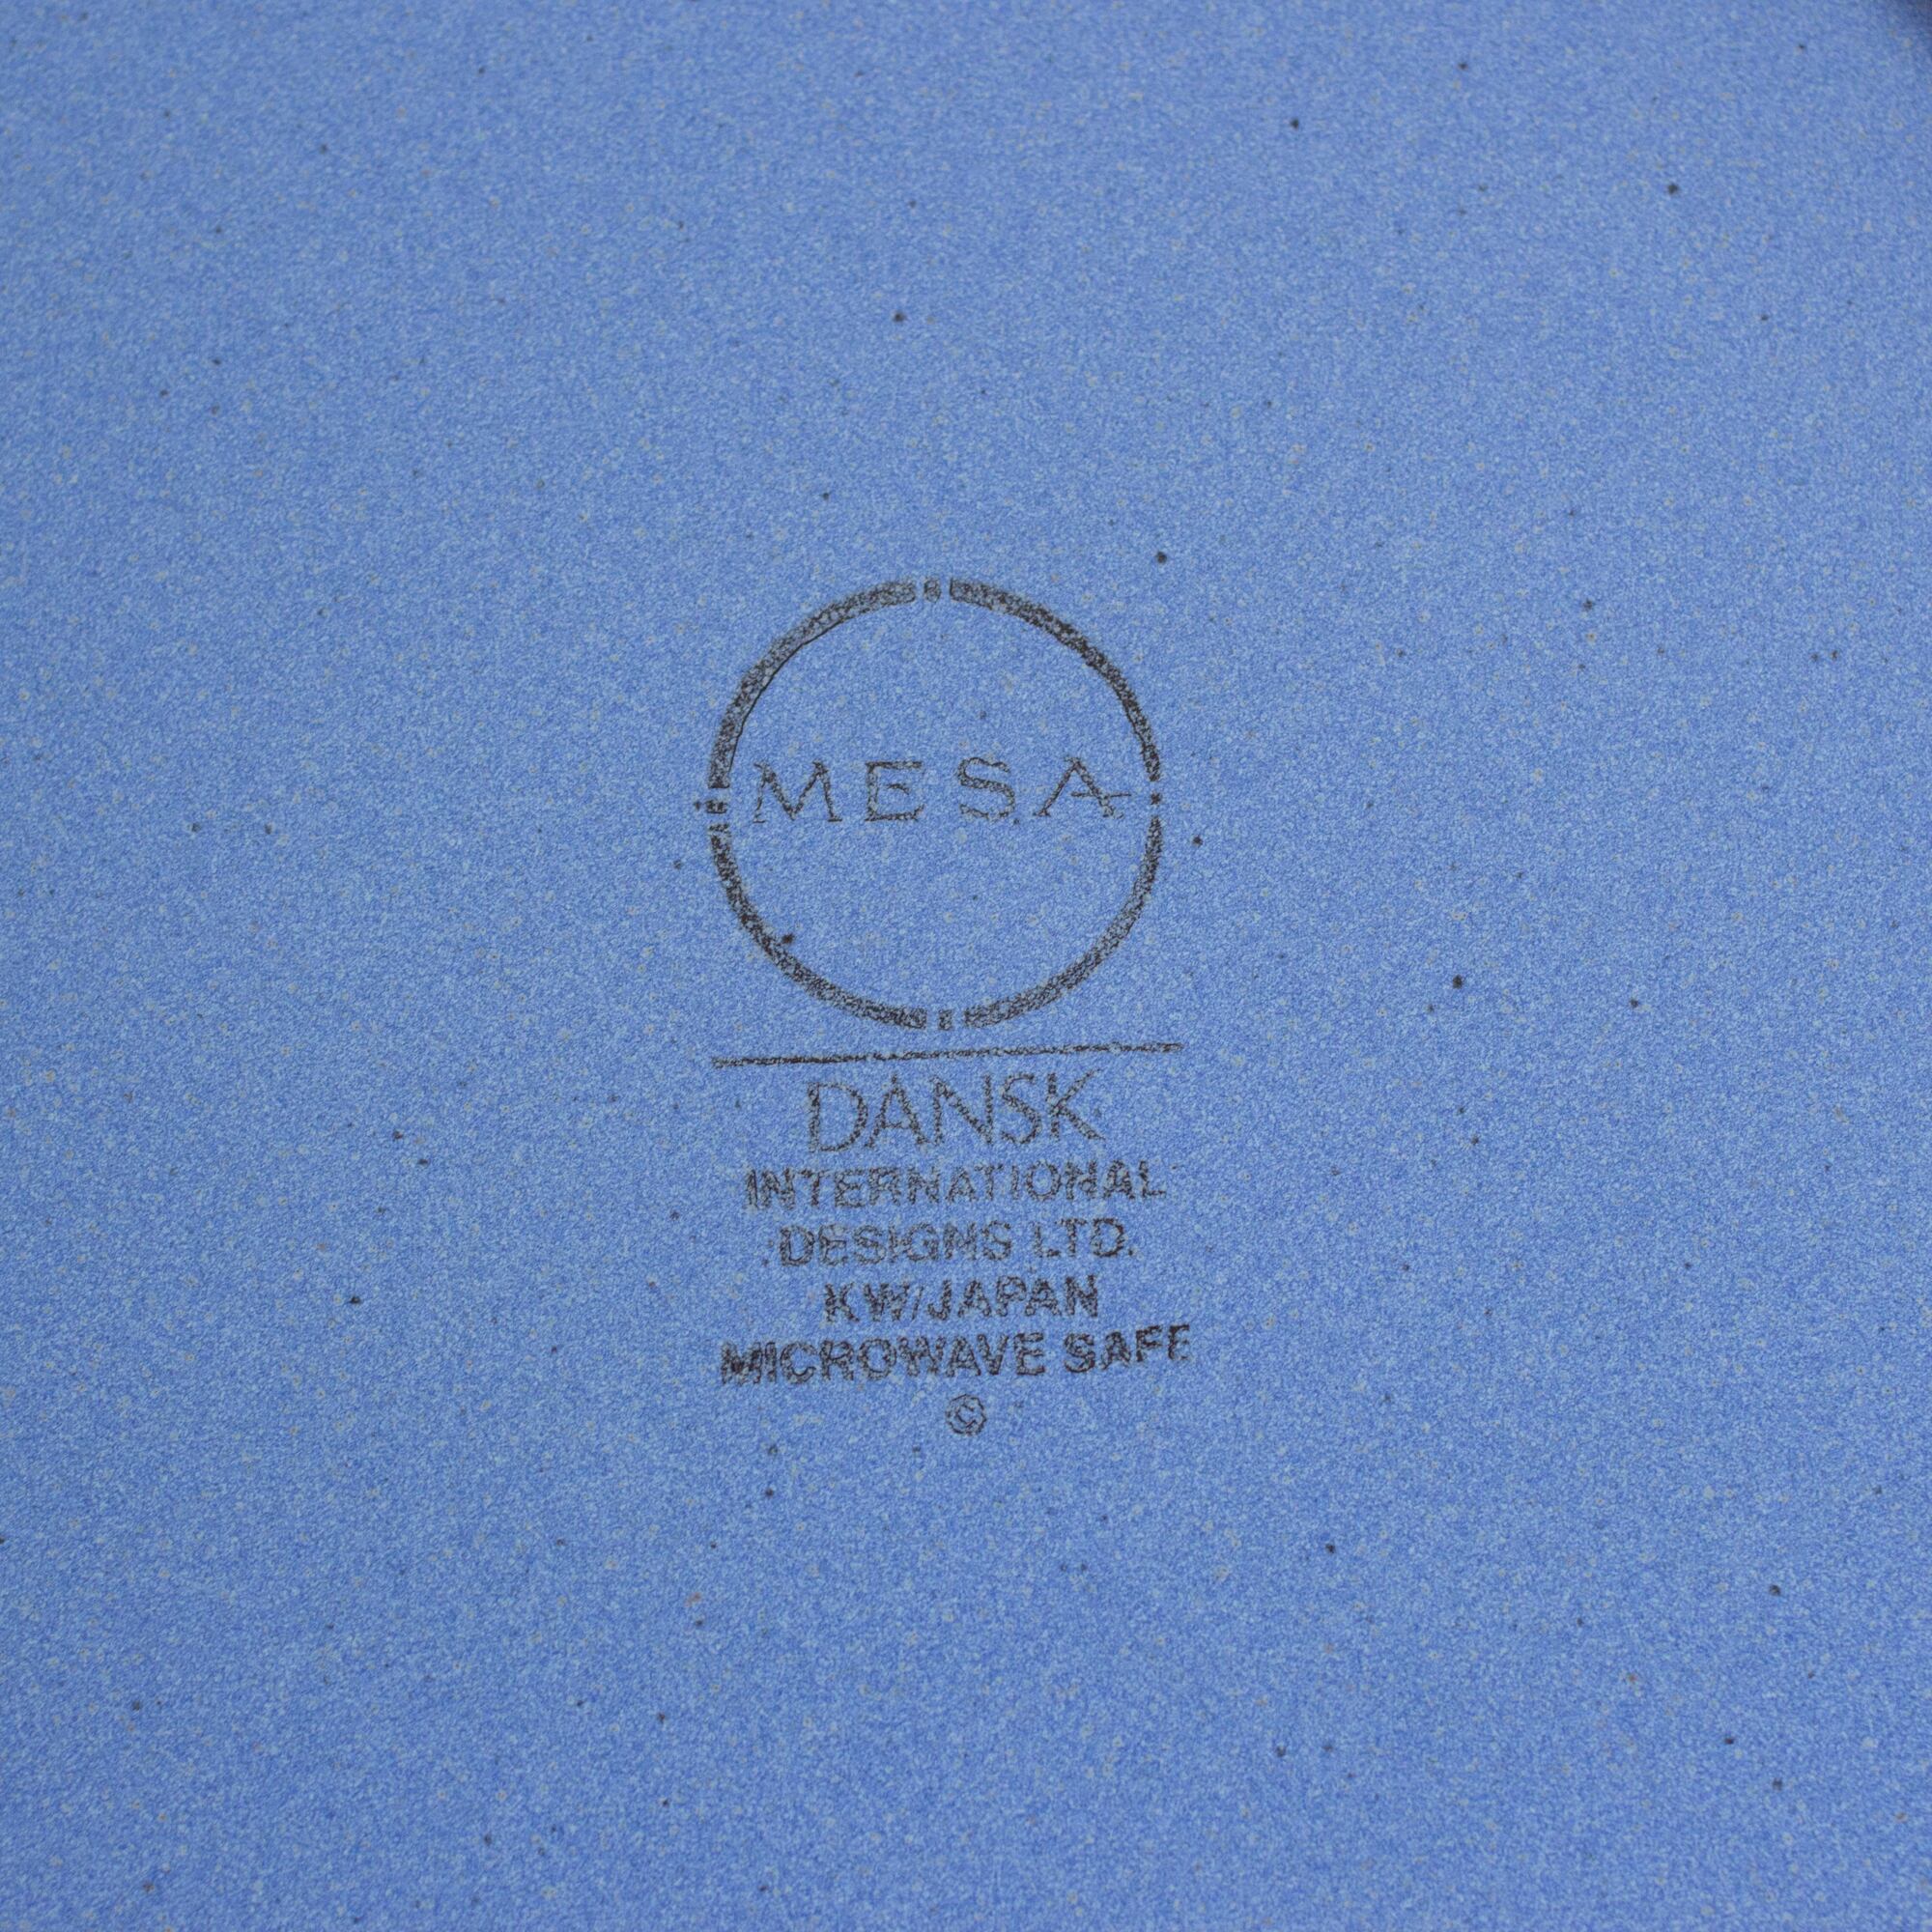 MESA
DANSK
INTERNATIONAL
DESIGNS LTD.
KW/JAPAN
MICROWAVE SAFE
©